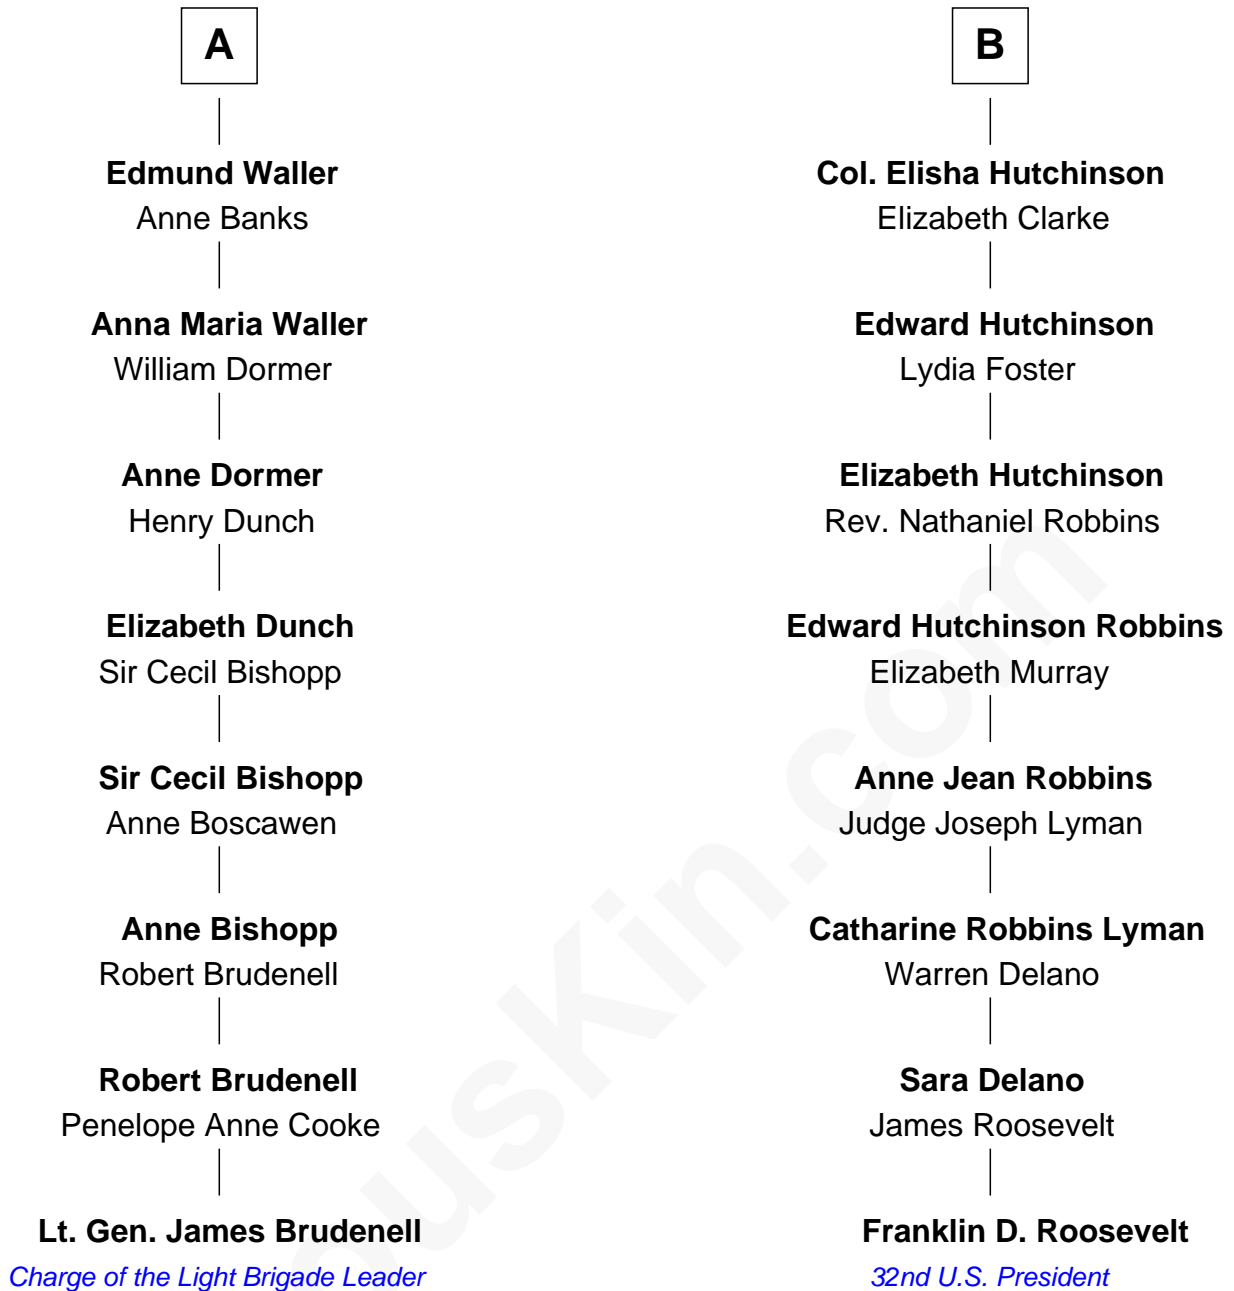 A
Edmund Waller
Anne Banks
Anna Maria Waller
William Dormer
Anne Dormer
Henry Dunch
Elizabeth Dunch
Sir Cecil Bishopp
Sir Cecil Bishopp
Anne Boscawen
Anne Bishopp
Robert Brudenell
Robert Brudenell
Penelope Anne Cooke
Lt. Gen. James Brudenell
Charge of the Light Brigade Leader
B
Col. Elisha Hutchinson
Elizabeth Clarke
Edward Hutchinson
Lydia Foster
Elizabeth Hutchinson
Rev. Nathaniel Robbins
Edward Hutchinson Robbins
Elizabeth Murray
Anne Jean Robbins
Judge Joseph Lyman
Catharine Robbins Lyman
Warren Delano
Sara Delano
James Roosevelt
Franklin D. Roosevelt
32nd U.S. President